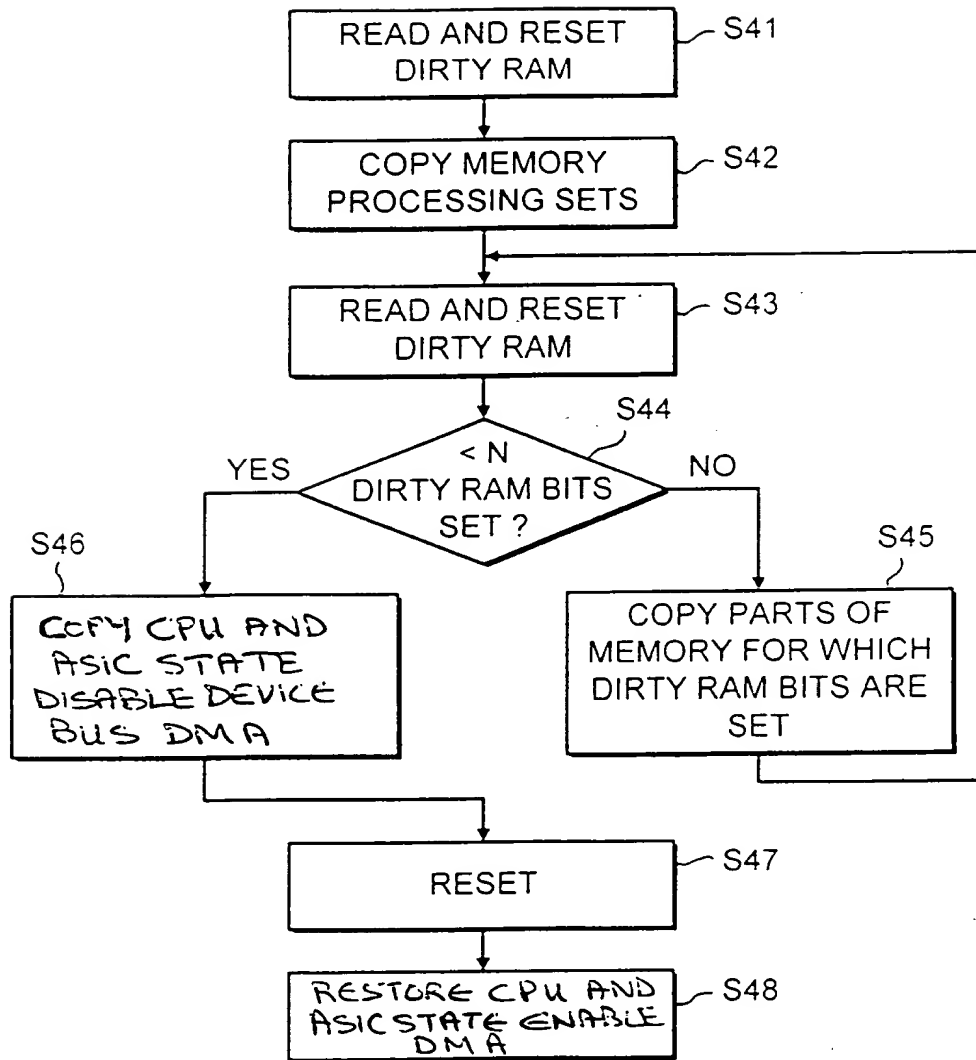 READ AND RESET
DIRTY RAM
S41
COPY MEMORY
PROCESSING SETS
S42
READ AND RESET
DIRTY RAM
S43
S44
< N
DIRTY RAM BITS
SET ?
YES
NO
S46
COPY CPU AND
ASIC STATE
DISABLE DEVICE
BUS DMA
S45
COPY PARTS OF
MEMORY FOR WHICH
DIRTY RAM BITS ARE
SET
RESET
S47
RESTORE CPU AND
ASIC STATE ENABLE
DMA
S48